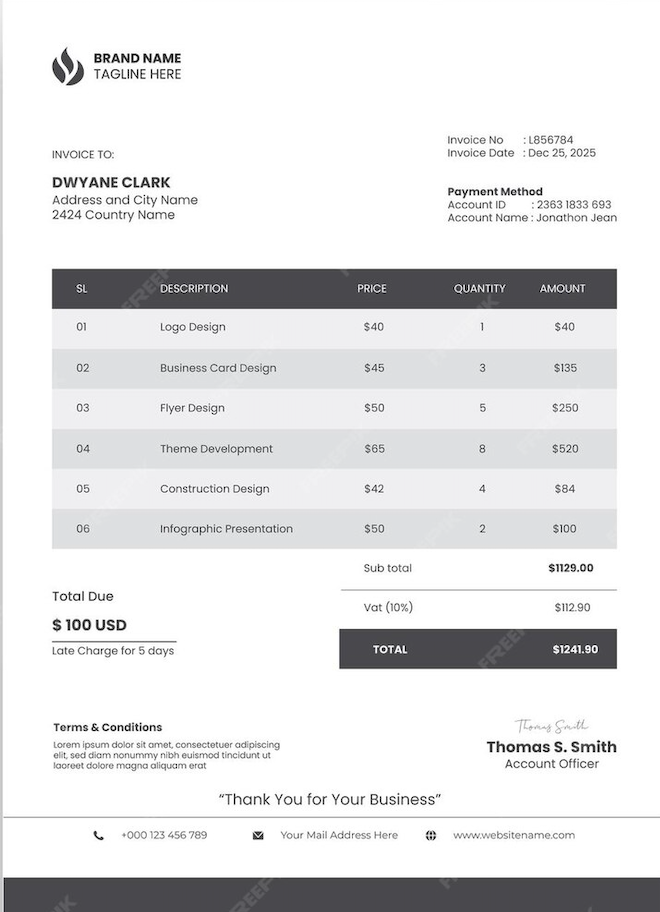 BRAND NAME
TAGLINE HERE
Invoice No : L856784
Invoice Date : Dec 25, 2025
INVOICE TO:
DWYANE CLARK
Address and City Name
2424 Country Name
Payment Method
Account ID : 2363 1833 693
Account Name : Jonathon Jean
SL DESCRIPTION PRICE QUANTITY AMOUNT
01 Logo Design $40 1 $40
02 Business Card Design $45 3 $135
03 Flyer Design $50 5 $250
04 Theme Development $65 8 $520
05 Construction Design $42 4 $84
06 Infographic Presentation $50 2 $100
Sub total $1129.00
Vat (10%) $112.90
TOTAL $1241.90
Total Due
$ 100 USD
Late Charge for 5 days
Terms & Conditions
Lorem ipsum dolor sit amet, consectetuer adipiscing
elit, sed diam nonummy nibh euismod tincidunt ut
laoreet dolore magna aliquam erat
Thomas Smith
Thomas S. Smith
Account Officer
“Thank You for Your Business”
+000 123 456 789 Your Mail Address Here www.websitename.com